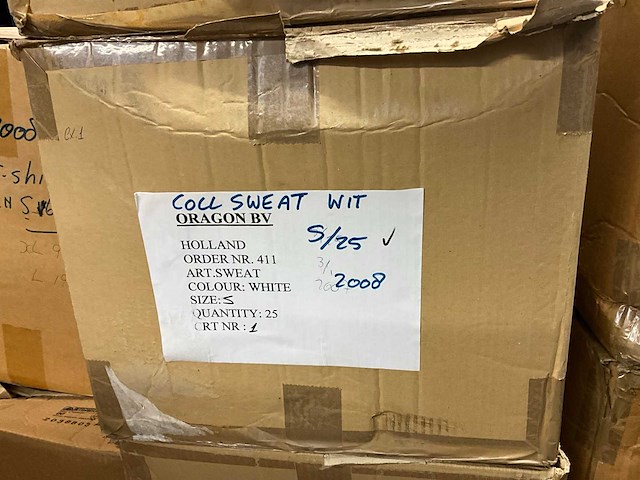 COLL SWEAT WIT
ORAGON BV
HOLLAND
ORDER NR. 411
ART.SWEAT
COLOUR: WHITE
SIZE: S
QUANTITY: 25
CRT NR : 1
S/25 ✓
2008